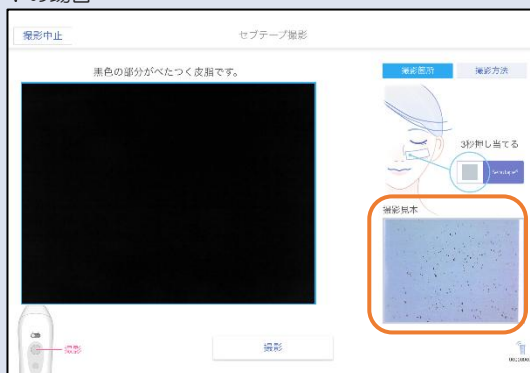 撮影中止
セブテープ撮影
黒色の部分がべたつく皮脂です。
撮影箇所
撮影方法
3秒押し当てる
撮影見本
撮影
撮影